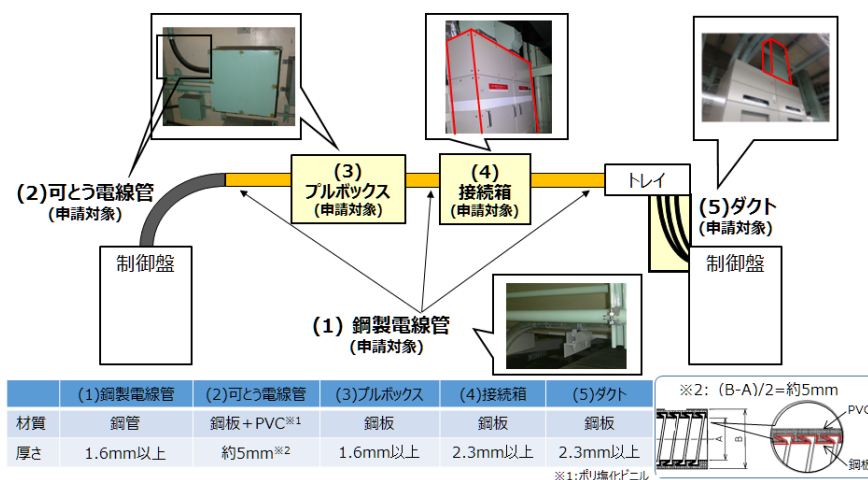 (2)可とう電線管
(申請対象)
(3)
プルボックス
(申請対象)
(4)
接続箱
(申請対象)
トレイ
(5)ダクト
(申請対象)
制御盤
制御盤
(1) 鋼製電線管
(申請対象)
(1)鋼製電線管 (2)可とう電線管 (3)プルボックス (4)接続箱 (5)ダクト
材質 鋼管 鋼板+PVC※1 鋼板 鋼板 鋼板
厚さ 1.6mm以上 約5mm※2 1.6mm以上 2.3mm以上 2.3mm以上
※1:ポリ塩化ビニル
※2: (B-A)/2=約5mm
PVC
A
B
鋼板